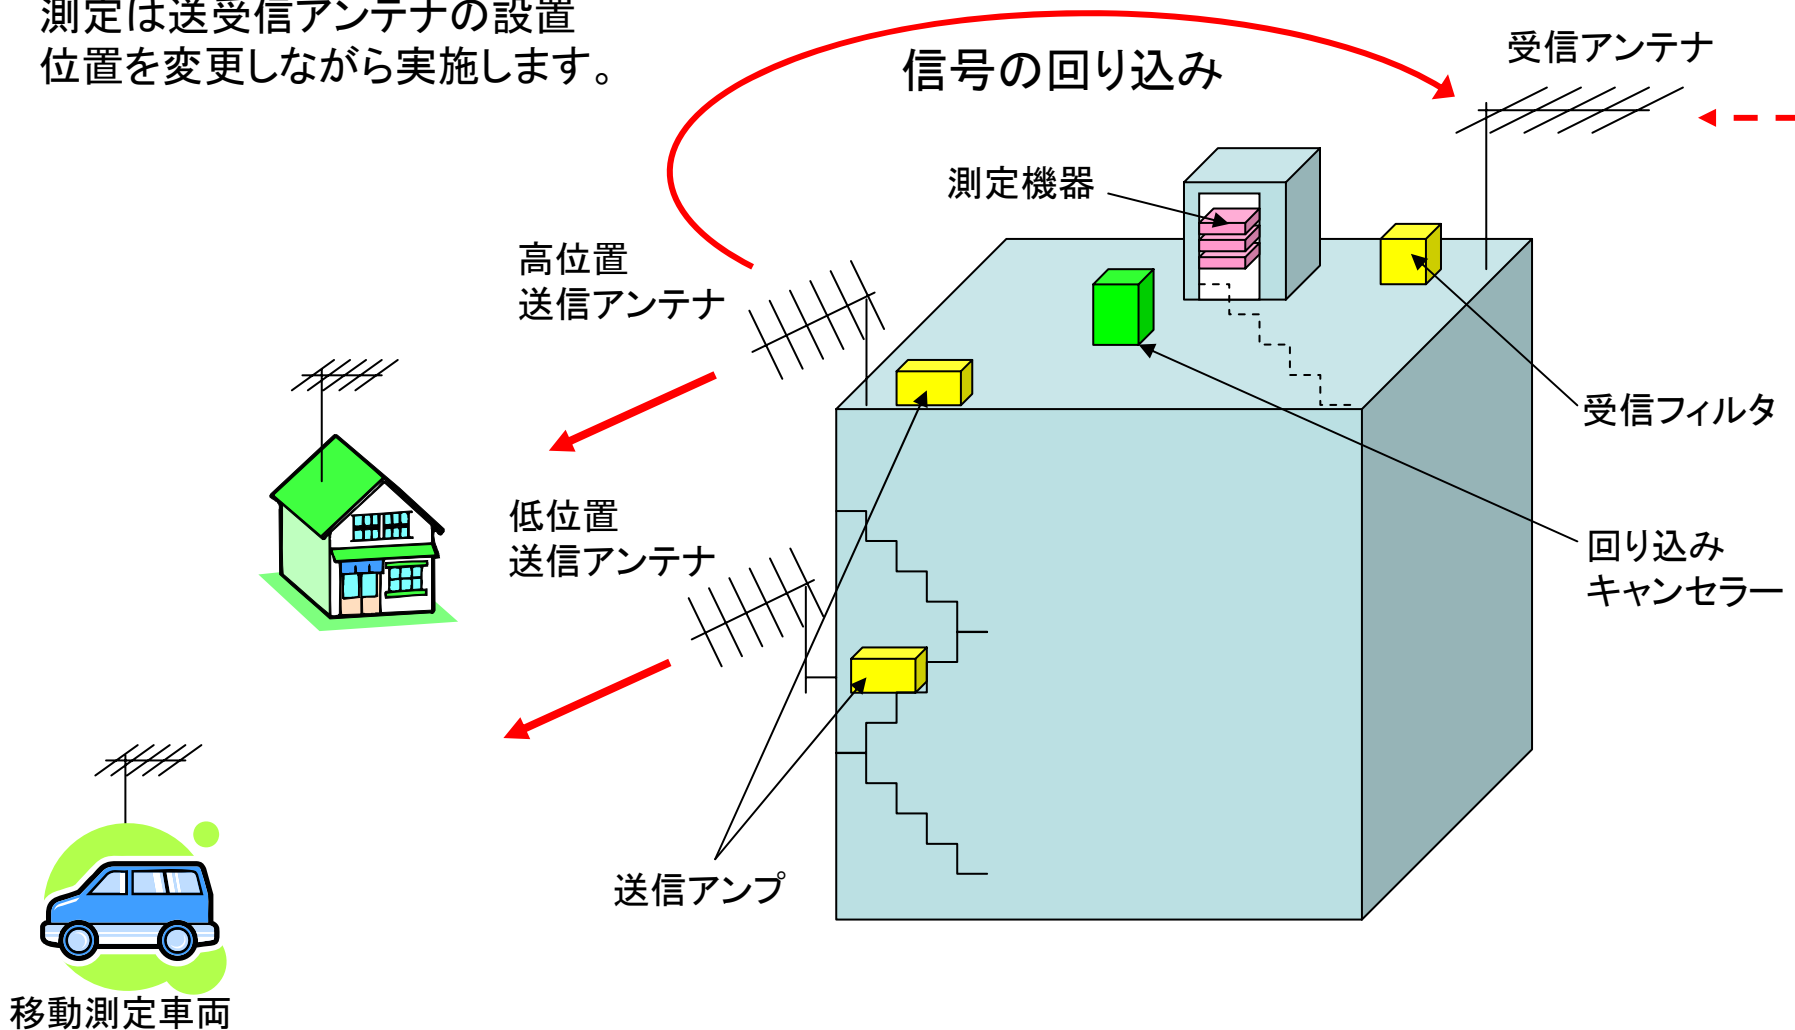 測定は送受信アンテナの設置
位置を変更しながら実施します。
信号の回り込み
受信アンテナ
測定機器
高位置
送信アンテナ
受信フィルタ
低位置
送信アンテナ
回り込み
キャンセラー
送信アンプ
移動測定車両